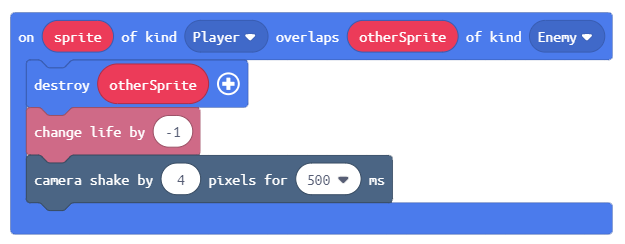 on sprite of kind Player overlaps otherSprite of kind Enemy
destroy otherSprite
change life by -1
camera shake by 4 pixels for 500 ms